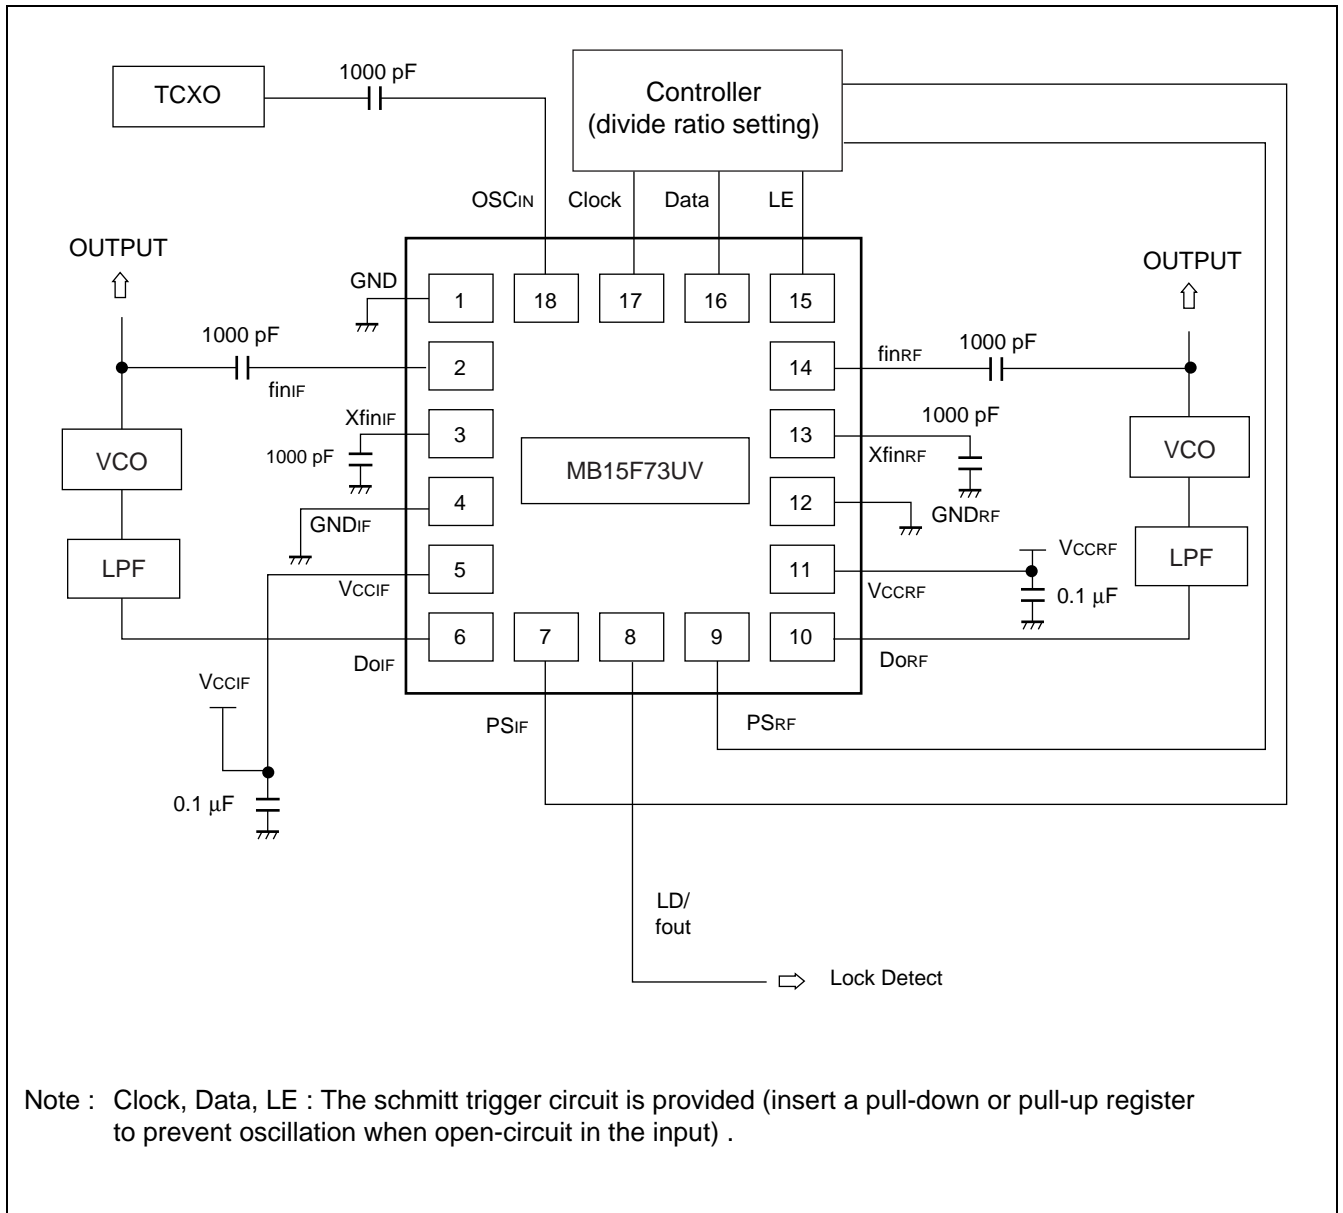 1000 pF
TCXO
Controller
(divide ratio setting)
OSCIN
Clock
Data
LE
OUTPUT
OUTPUT
GND
1
18
17
16
15
1000 pF
finIF
2
14
finRF
1000 pF
XfinIF
3
13
XfinRF
1000 pF
1000 pF
VCO
MB15F73UV
VCO
GNDIF
4
12
GNDRF
LPF
VCCIF
5
11
VCCRF
VCCRF
0.1 μF
LPF
DoIF
6
7
8
9
10
DoRF
VCCIF
PSIF
PSRF
0.1 μF
LD/
fout
Lock Detect
Note : Clock, Data, LE : The schmitt trigger circuit is provided (insert a pull-down or pull-up register
to prevent oscillation when open-circuit in the input) .